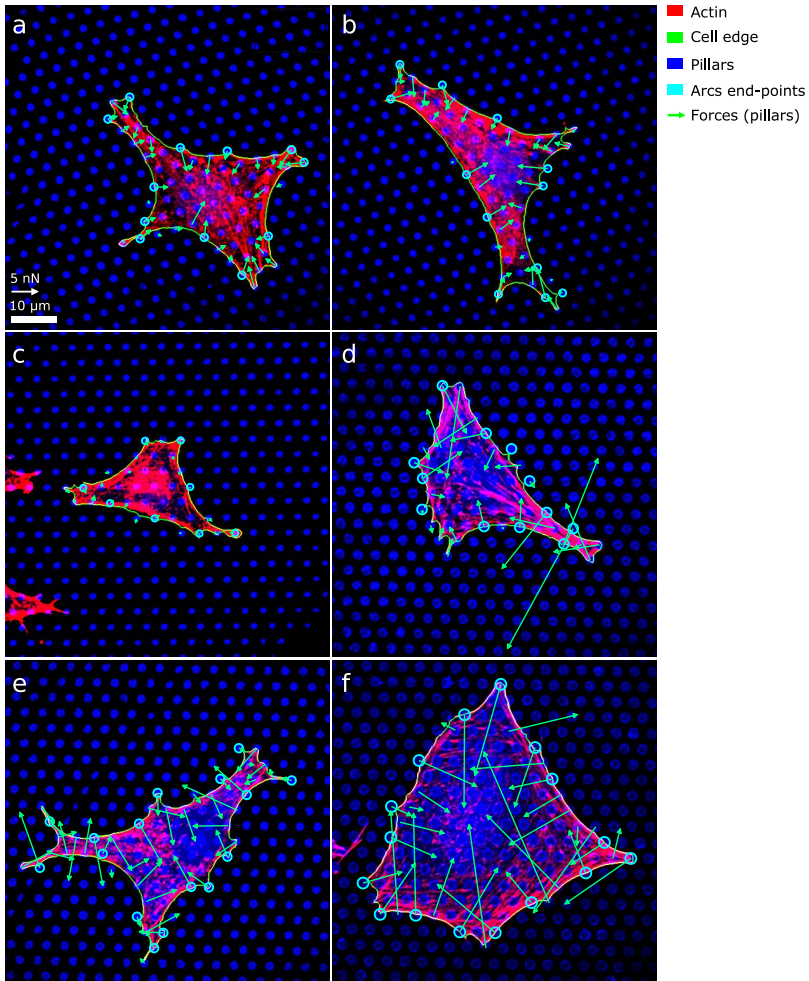 a
b
Actin
Cell edge
Pillars
Arcs end-points
Forces (pillars)
5 nN
10 µm
c
d
e
f